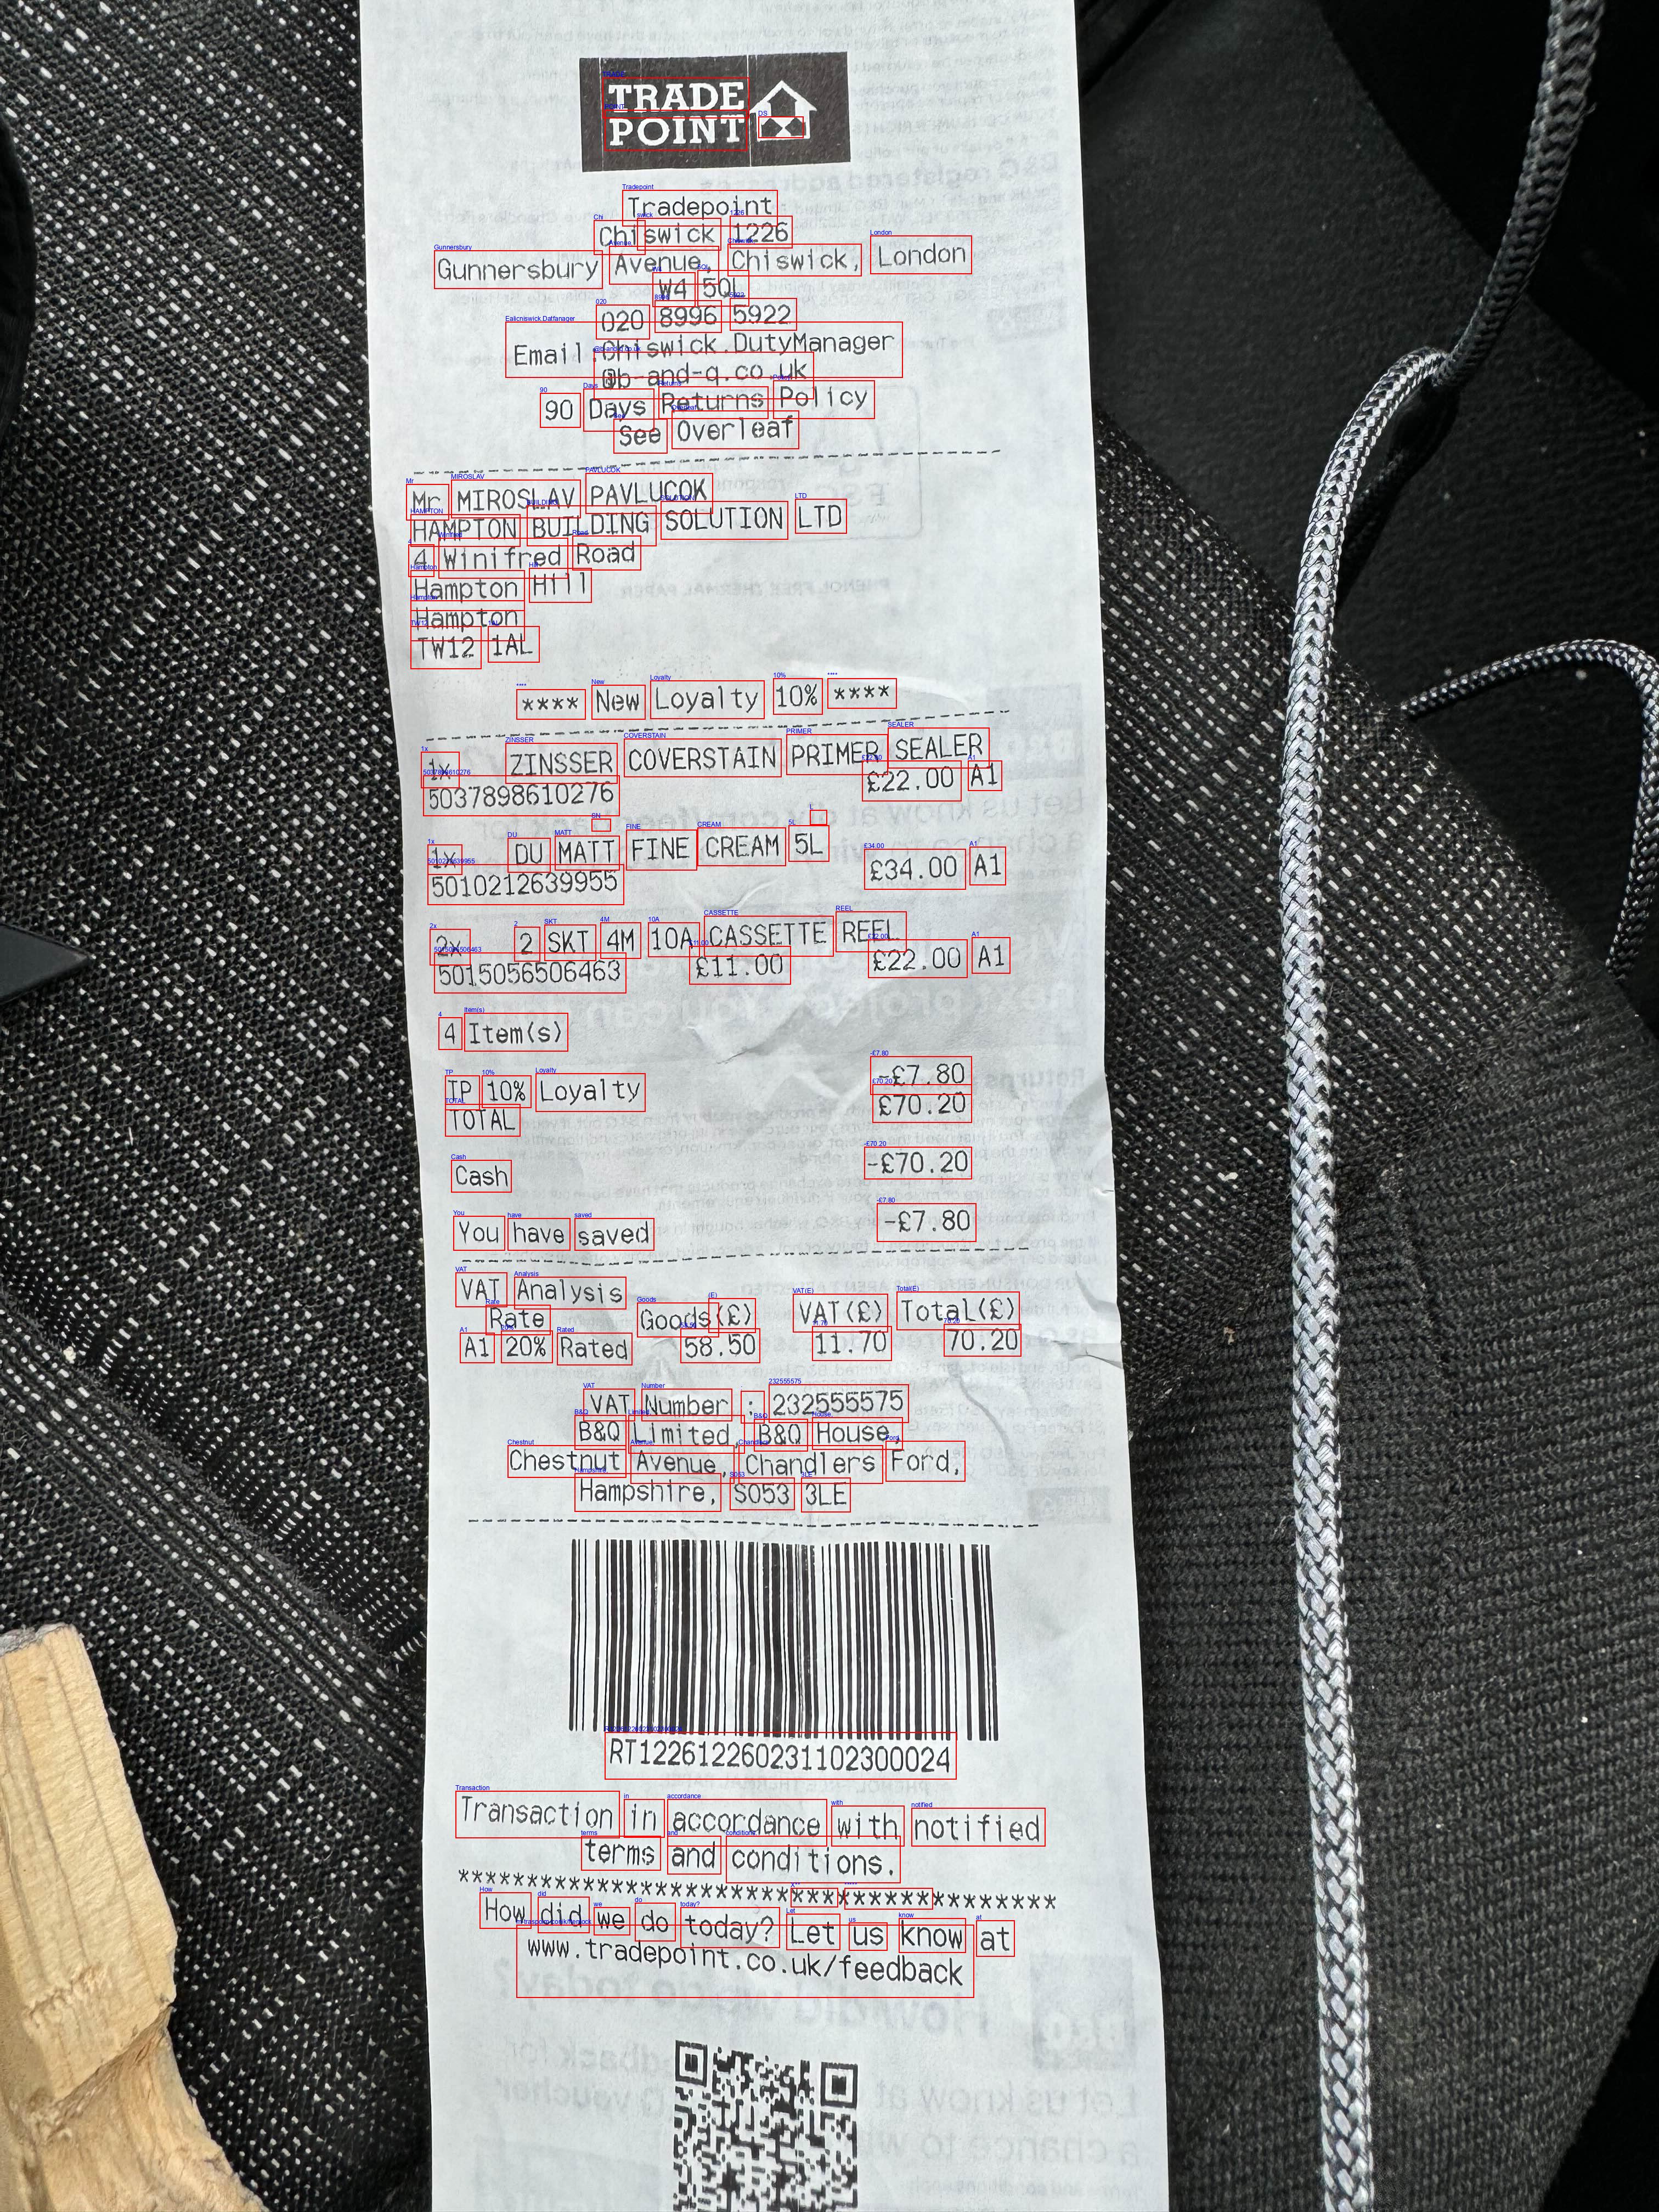 TRADE
POINT
Tradepoint
Chiswick 1226
Gunnersbury Avenue, Chiswick, London
W4 5QL
020 8996 5922
Email:Chiswick.DutyManager
@b-and-q.co.uk
90 Days Returns Policy
See Overleaf
Mr MIROSLAV PAVLUCOK
HAMPTON BUILDING SOLUTION LTD
4 Winifred Road
Hampton Hill
Hampton
TW12 1AL
**** New Loyalty 10% ****
1x ZINSSER COVERSTAIN PRIMER SEALER
5037898610276 £22.00 A1
1x DU MATT FINE CREAM 5L
5010212639955 £34.00 A1
2x 2 SKT 4M 10A CASSETTE REEL
5015056506463 £11.00 £22.00 A1
4 Item(s)
TP 10% Loyalty -£7.80
TOTAL £70.20
Cash -£70.20
You have saved -£7.80
VAT Analysis
Rate Goods(£) VAT(£) Total(£)
A1 20% Rated 58.50 11.70 70.20
VAT Number : 232555575
B&Q Limited, B&Q House,
Chestnut Avenue, Chandlers Ford,
Hampshire, SO53 3LE
RT122612260231102300024
Transaction in accordance with notified
terms and conditions.
How did we do today? Let us know at
www.tradepoint.co.uk/feedback